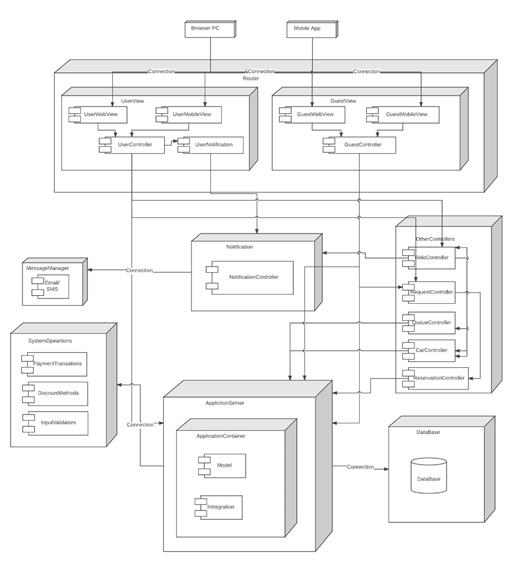 Browser PC
Mobile App
Connection
Connection
Connection
Router
UserView
GuestView
UserWebView
UserMobileView
GuestWebView
GuestMobileView
UserController
UserNotification
GuestController
OtherControllers
Notification
RideController
MessageManager
Connection
NotificationController
Email/
SMS
RequestController
QueueController
SystemOpeartions
CarController
PaymentTransations
ReservationController
DiscountMethods
ApplictionServer
InputValidators
Connection
ApplicationContainer
DataBase
Model
Connection
DataBase
Intregration